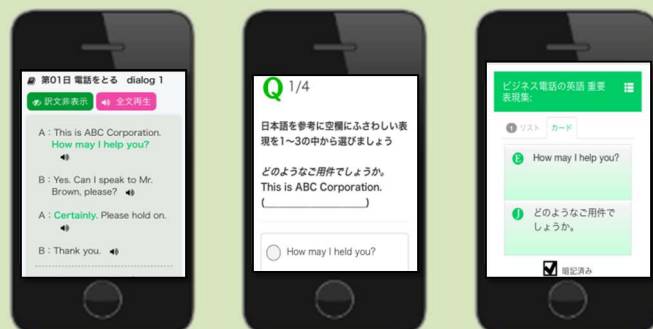 第01日 電話をとる dialog 1
訳文非表示
全文再生
A：This is ABC Corporation.
How may I help you?
B：Yes. Can I speak to Mr.
Brown, please?
A：Certainly. Please hold on.
B：Thank you.
Q 1/4
日本語を参考に空欄にふさわしい表
現を1〜3の中から選びましょう
どのようなご用件でしょうか。
This is ABC Corporation.
(____________________)
How may I held you?
ビジネス電話の英語 重要
表現集:
1 リスト カード
E How may I help you?
J どのようなご用件で
しょうか。
暗記済み